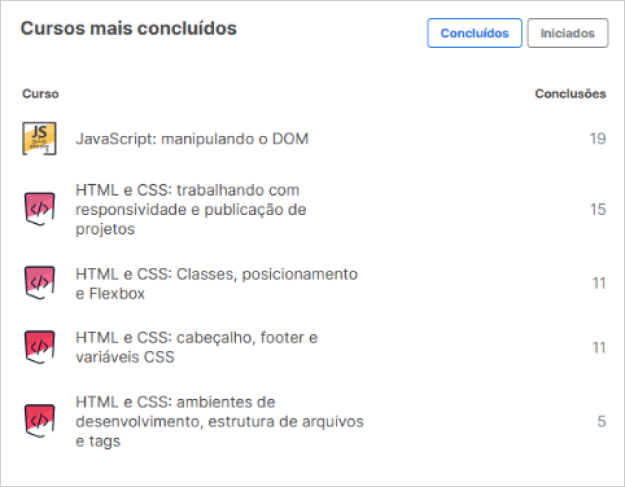 Cursos mais concluídos
Concluídos
Iniciados
Curso
Conclusões
JS
JavaScript: manipulando o DOM
19
HTML e CSS: trabalhando com
responsividade e publicação de
projetos
15
HTML e CSS: Classes, posicionamento
e Flexbox
11
HTML e CSS: cabeçalho, footer e
variáveis CSS
11
HTML e CSS: ambientes de
desenvolvimento, estrutura de arquivos
e tags
5